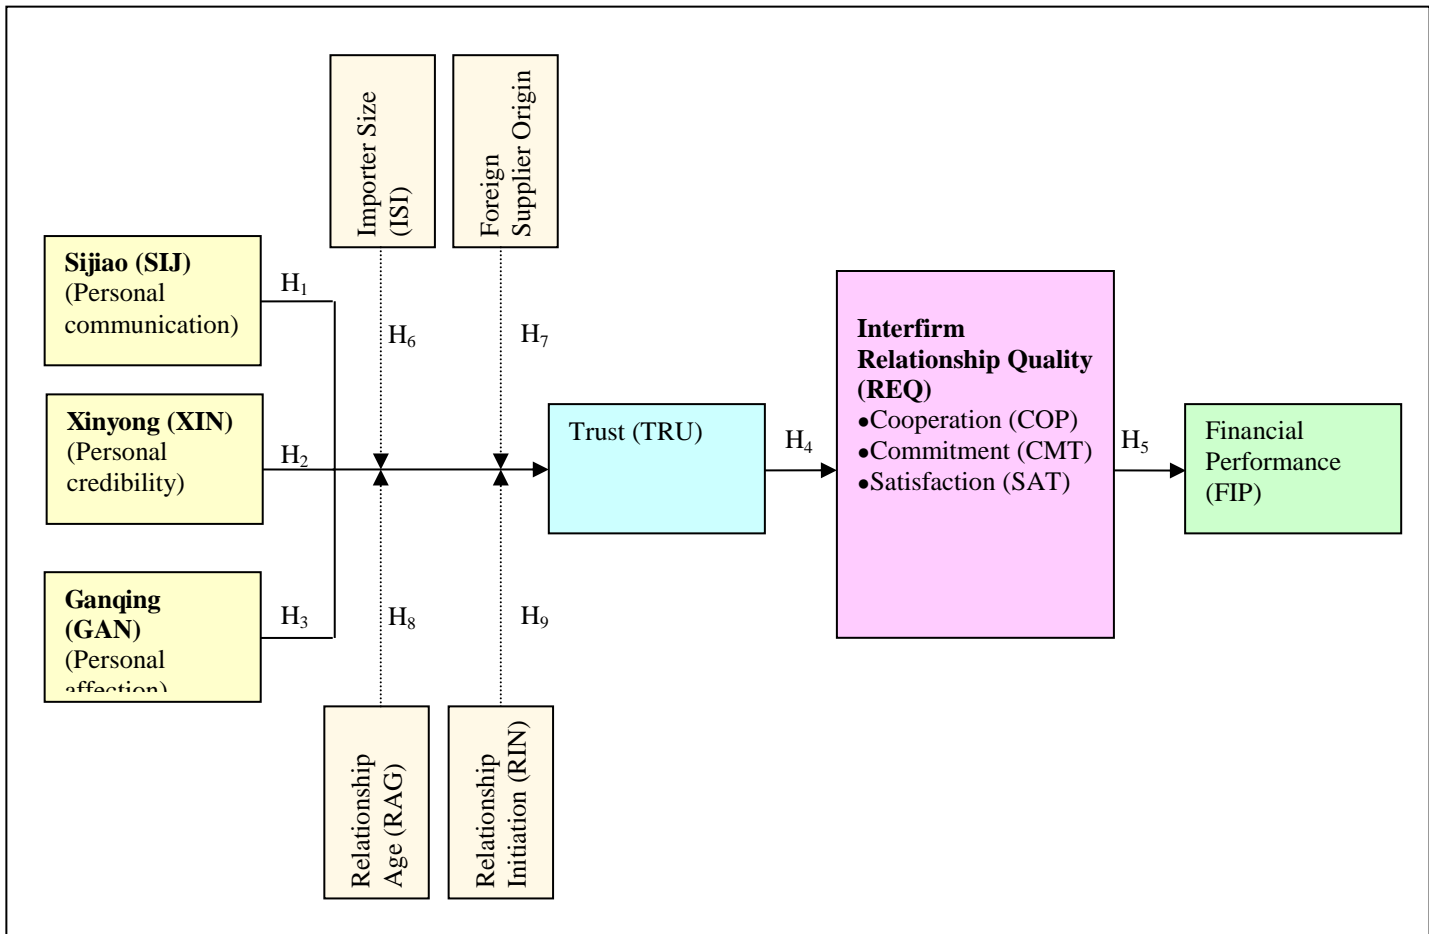 Importer Size
(ISI)
Foreign
Supplier Origin
Sijiao (SIJ)
(Personal
communication)
H₁
H₆
H₇
Xinyong (XIN)
(Personal
credibility)
H₂
Trust (TRU)
H₄
Interfirm
Relationship Quality
(REQ)
•Cooperation (COP)
•Commitment (CMT)
•Satisfaction (SAT)
H₅
Financial
Performance
(FIP)
Ganqing
(GAN)
(Personal
affection)
H₃
H₈
H₉
Relationship
Age (RAG)
Relationship
Initiation (RIN)